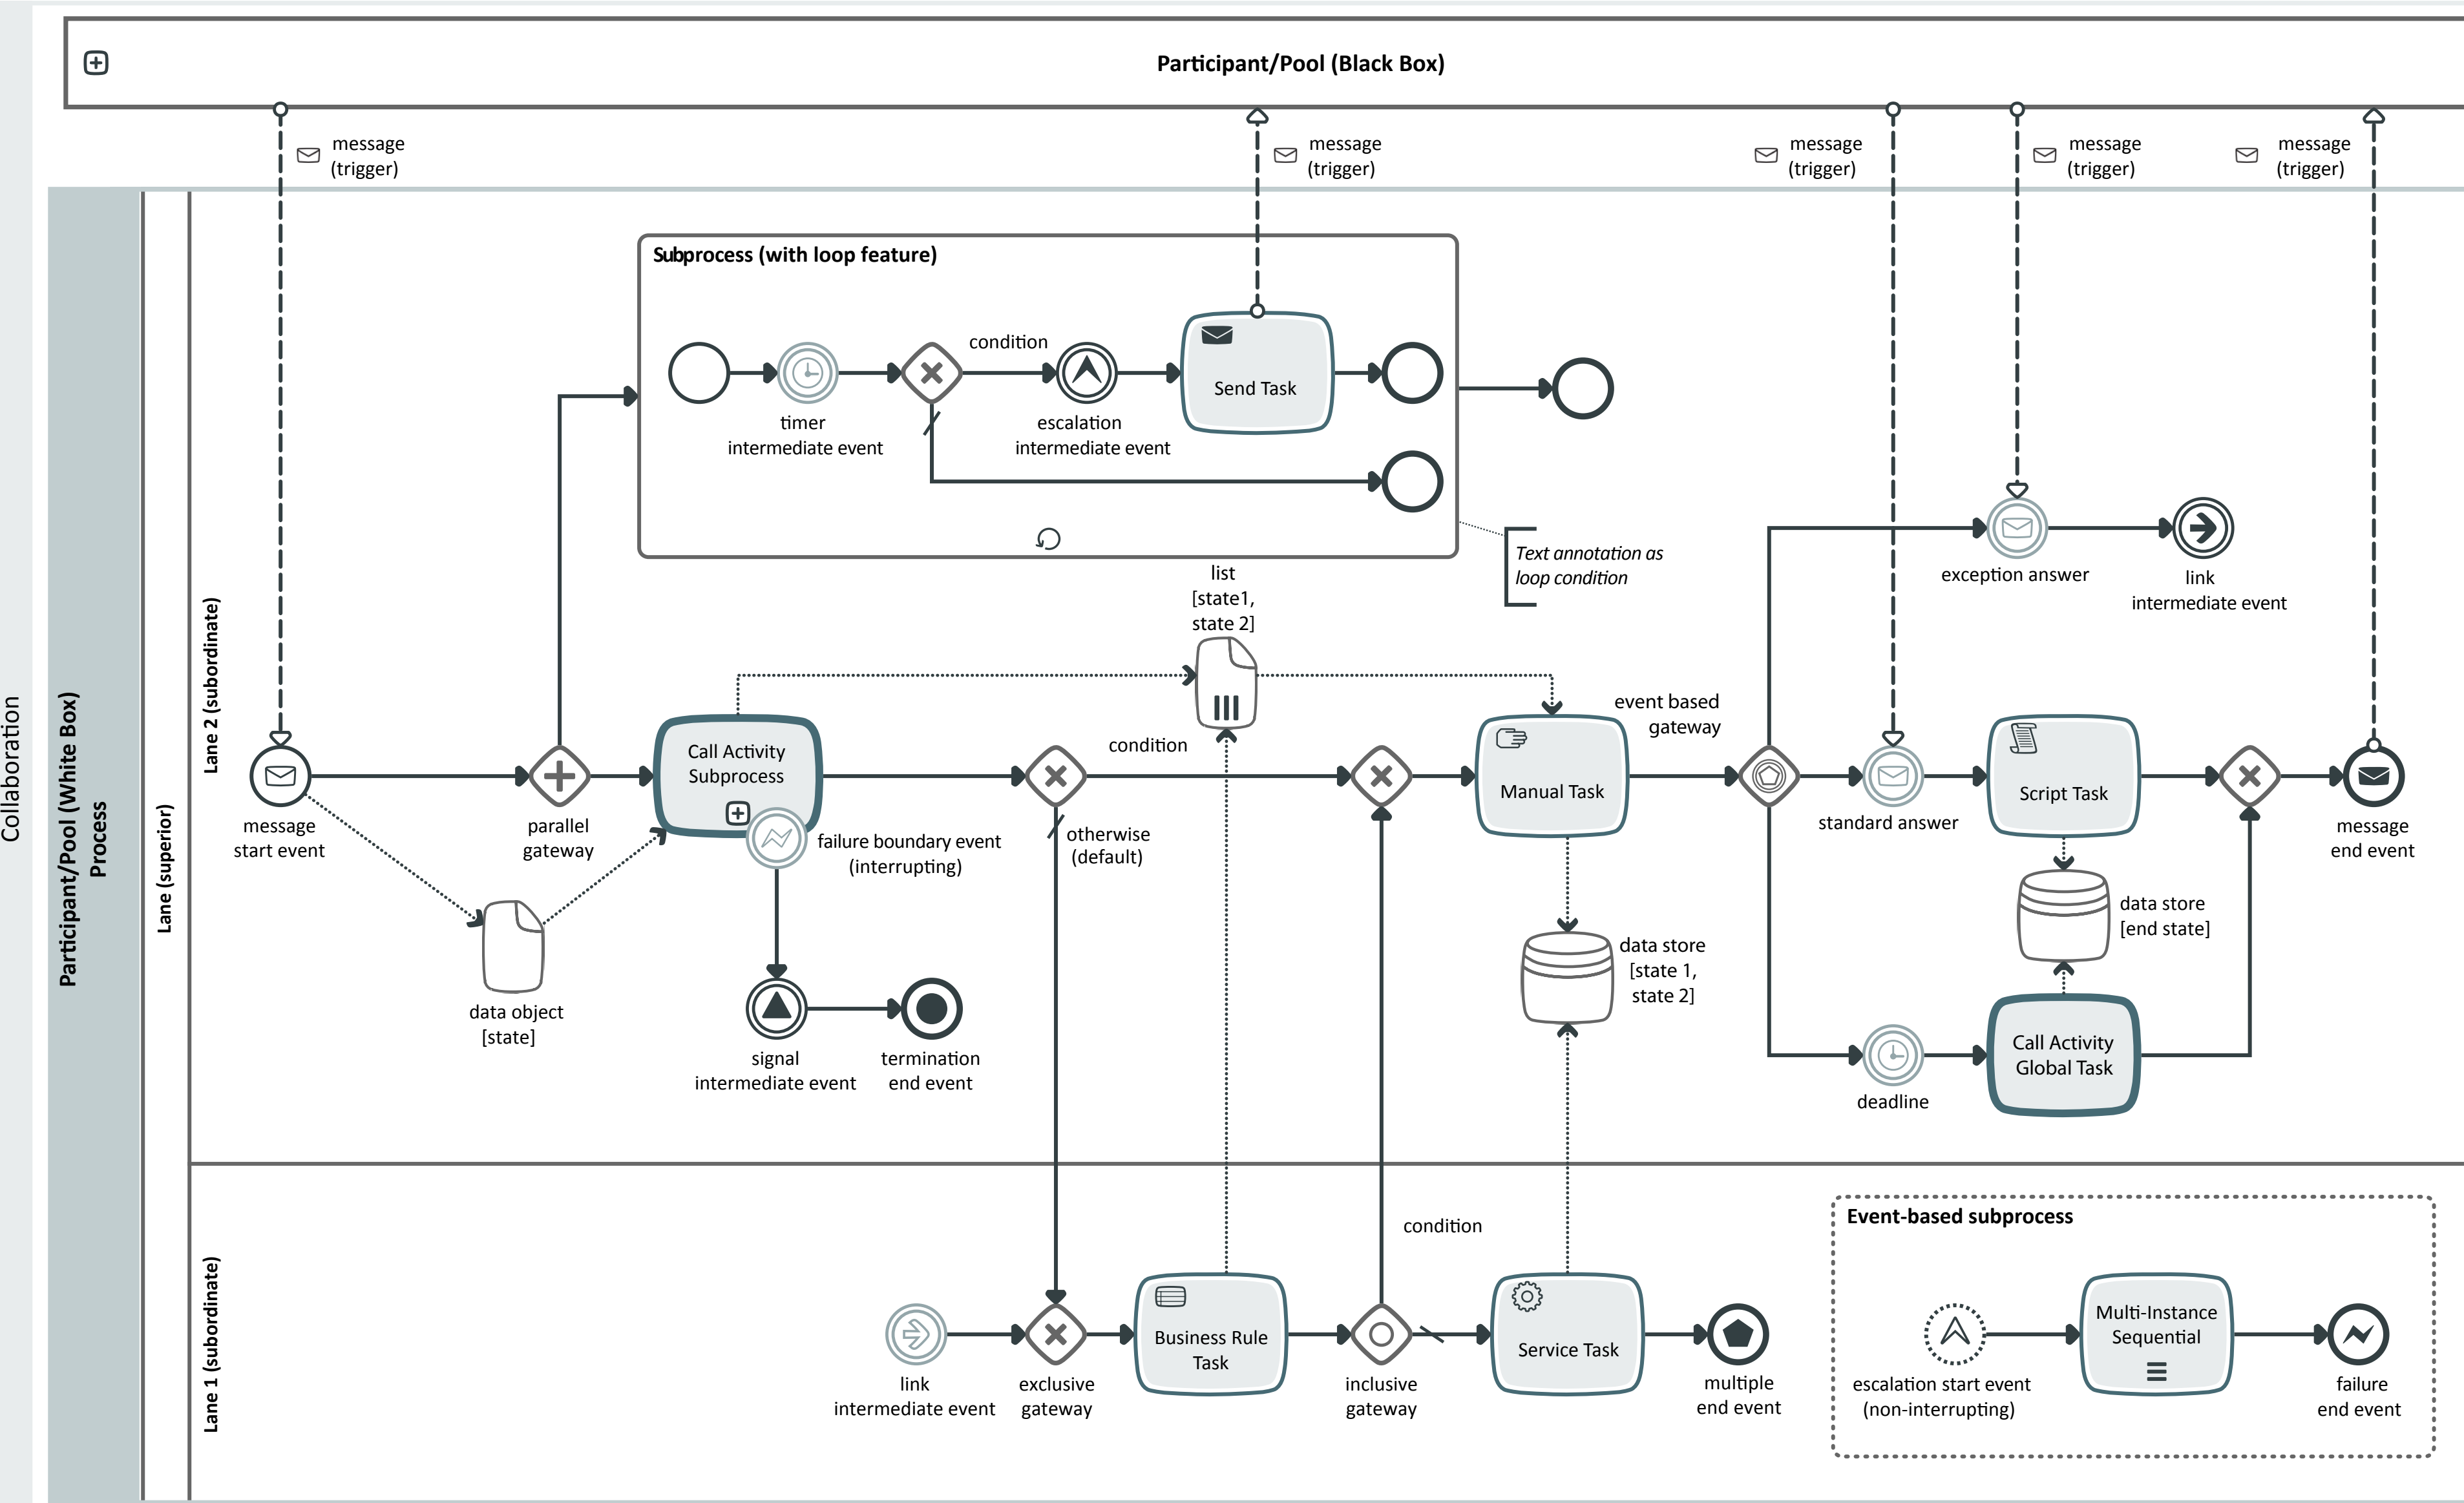 Participant/Pool (Black Box)
message
(trigger)
message
(trigger)
message
(trigger)
message
(trigger)
message
(trigger)
Collaboration
Participant/Pool (White Box)
Process
Lane (superior)
Lane 2 (subordinate)
Subprocess (with loop feature)
condition
Send Task
timer
intermediate event
escalation
intermediate event
Text annotation as
loop condition
exception answer
link
intermediate event
list
[state1,
state 2]
event based
gateway
Call Activity
Subprocess
condition
Manual Task
Script Task
message
start event
parallel
gateway
failure boundary event
(interrupting)
otherwise
(default)
standard answer
message
end event
data store
[end state]
data store
[state 1,
state 2]
data object
[state]
signal
intermediate event
termination
end event
Call Activity
Global Task
deadline
Lane 1 (subordinate)
condition
Event-based subprocess
Business Rule
Task
Service Task
Multi-Instance
Sequential
link
intermediate event
exclusive
gateway
inclusive
gateway
multiple
end event
escalation start event
(non-interrupting)
failure
end event